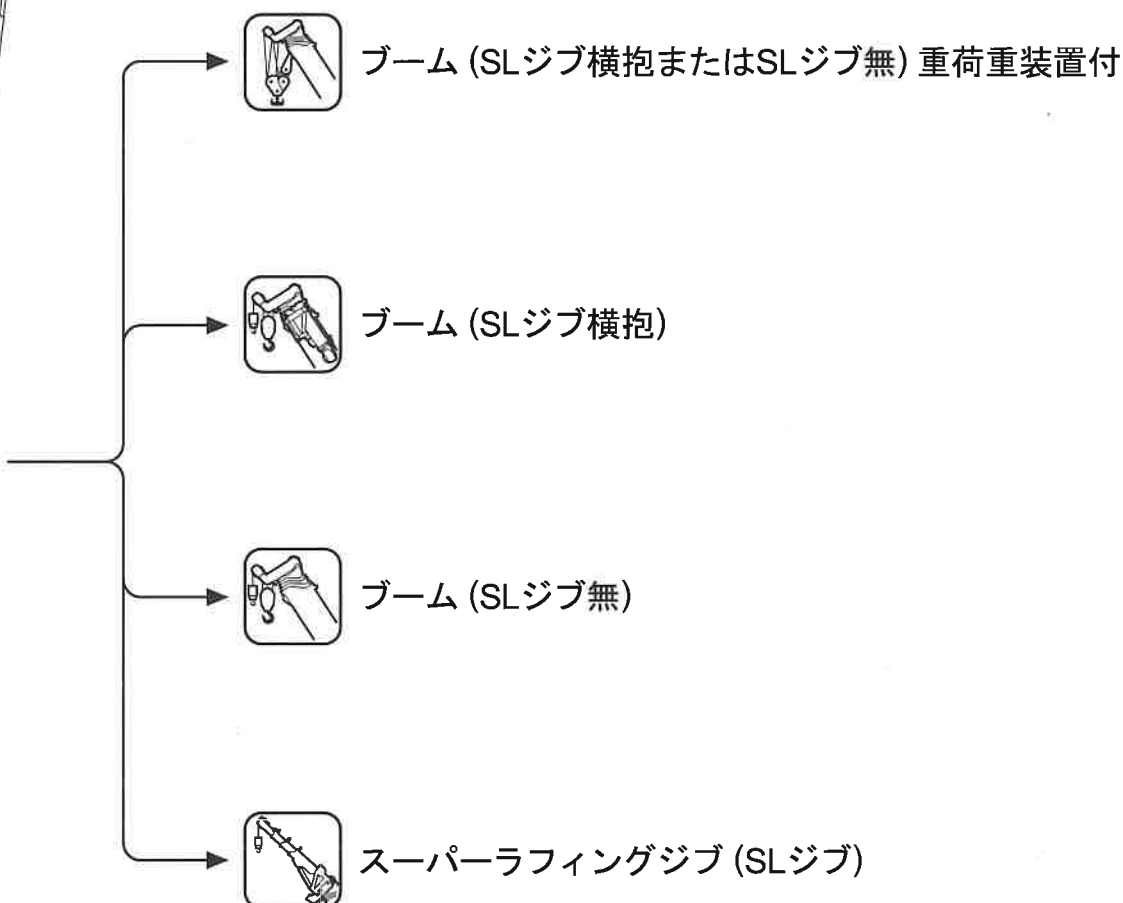 ブーム (SLジブ横抱またはSLジブ無) 重荷重装置付
ブーム (SLジブ横抱)
ブーム (SLジブ無)
スーパーラフィングジブ (SLジブ)